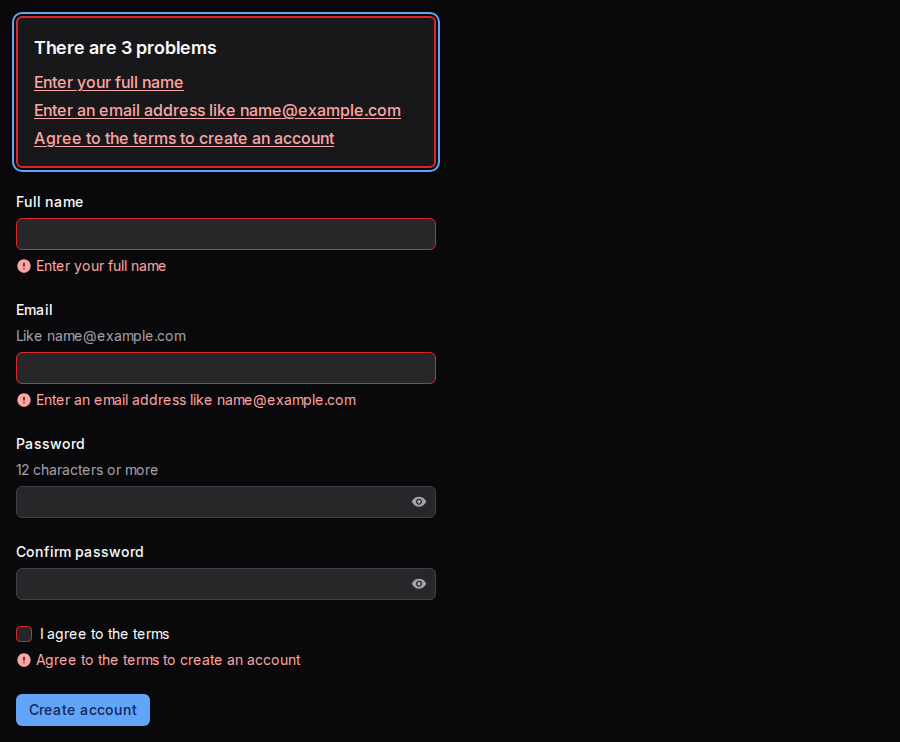 There are 3 problems
Enter your full name
Enter an email address like name@example.com
Agree to the terms to create an account
Full name
Enter your full name
Email
Like name@example.com
Enter an email address like name@example.com
Password
12 characters or more
Confirm password
I agree to the terms
Agree to the terms to create an account
Create account